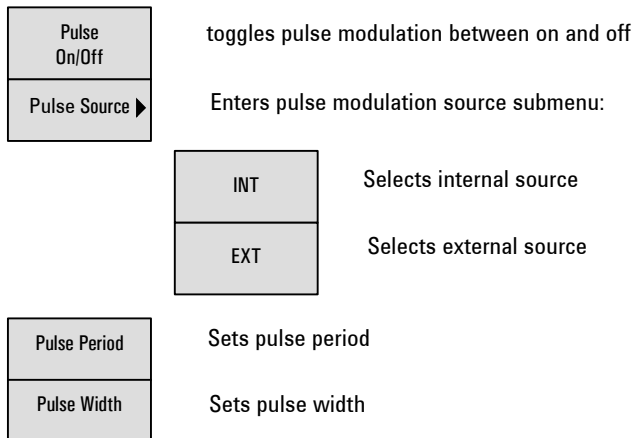 Pulse
On/Off
toggles pulse modulation between on and off
Pulse Source
Enters pulse modulation source submenu:
INT
Selects internal source
EXT
Selects external source
Pulse Period
Sets pulse period
Pulse Width
Sets pulse width